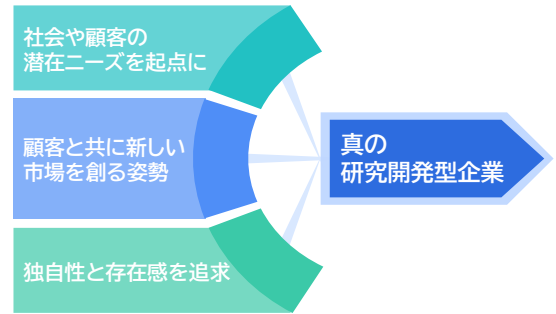 社会や顧客の
潜在ニーズを起点に
顧客と共に新しい
市場を創る姿勢
独自性と存在感を追求
真の
研究開発型企業